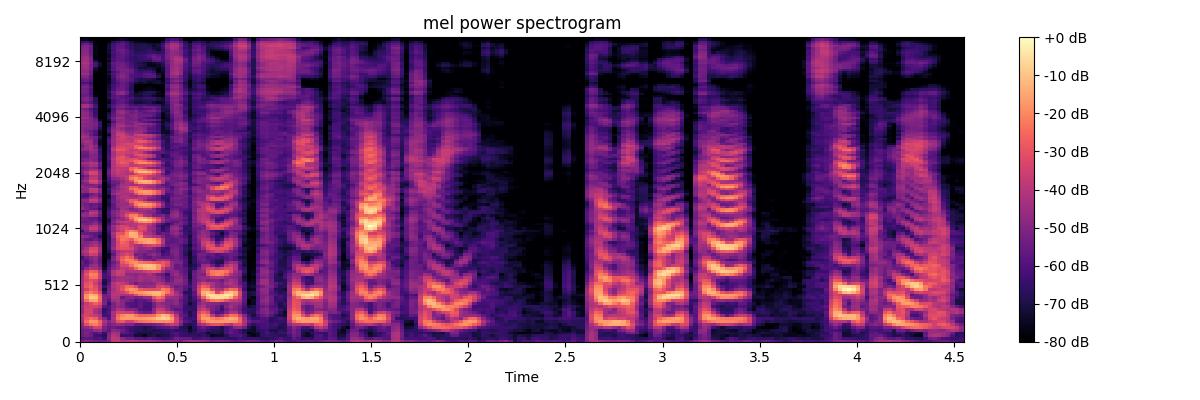 mel power spectrogram
8192
4096
2048
1024
512
0
Hz
0 0.5 1 1.5 2 2.5 3 3.5 4 4.5
Time
+0 dB
-10 dB
-20 dB
-30 dB
-40 dB
-50 dB
-60 dB
-70 dB
-80 dB